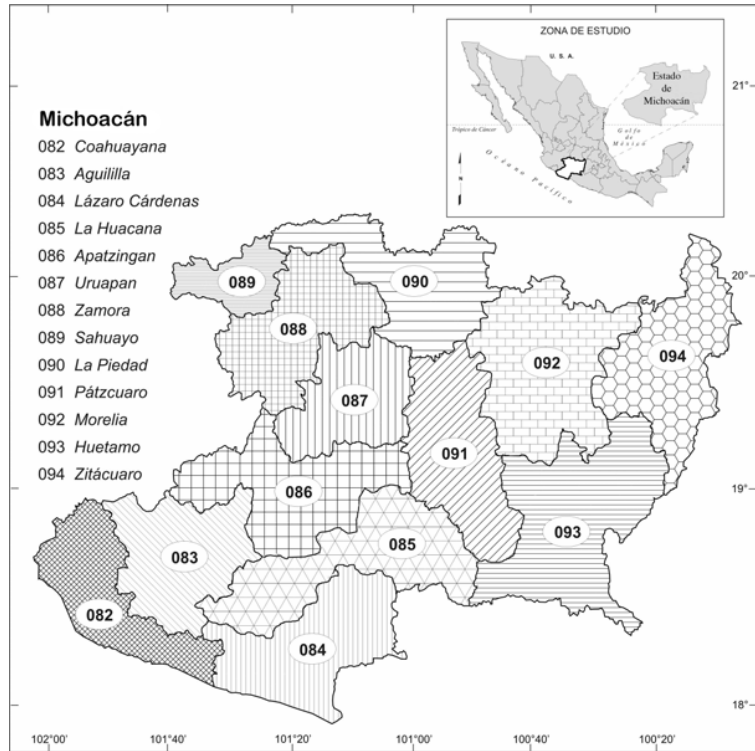 ZONA DE ESTUDIO
U. S. A.
Estado
de
Michoacán
Trópico de Cáncer
Golfo
de
México
Océano Pacífico
N
21°
20°
19°
18°
Michoacán
082 Coahuayana
083 Aguililla
084 Lázaro Cárdenas
085 La Huacana
086 Apatzingan
087 Uruapan
088 Zamora
089 Sahuayo
090 La Piedad
091 Pátzcuaro
092 Morelia
093 Huetamo
094 Zitácuaro
089
090
088
092
094
087
091
086
093
085
083
082
084
102°00'
101°40'
101°20'
101°00'
100°40'
100°20'